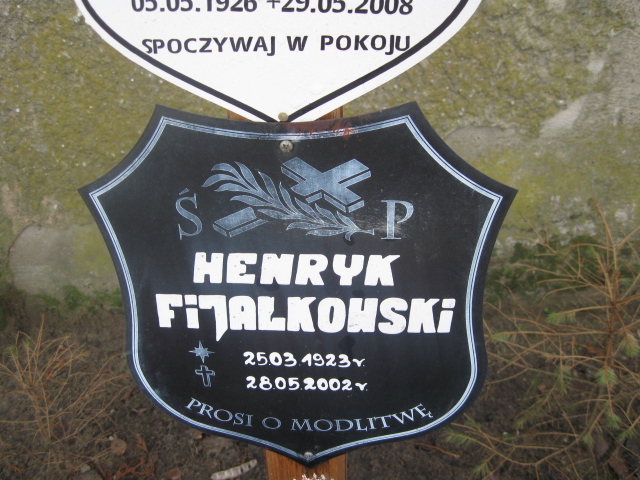 05.05.1926 +29.05.2008
SPOCZYWAJ W POKOJU
Ś P
HENRYK
FIJAŁKOWSKI
25.03.1923 r.
28.05.2002 r.
PROSI O MODLITWĘ